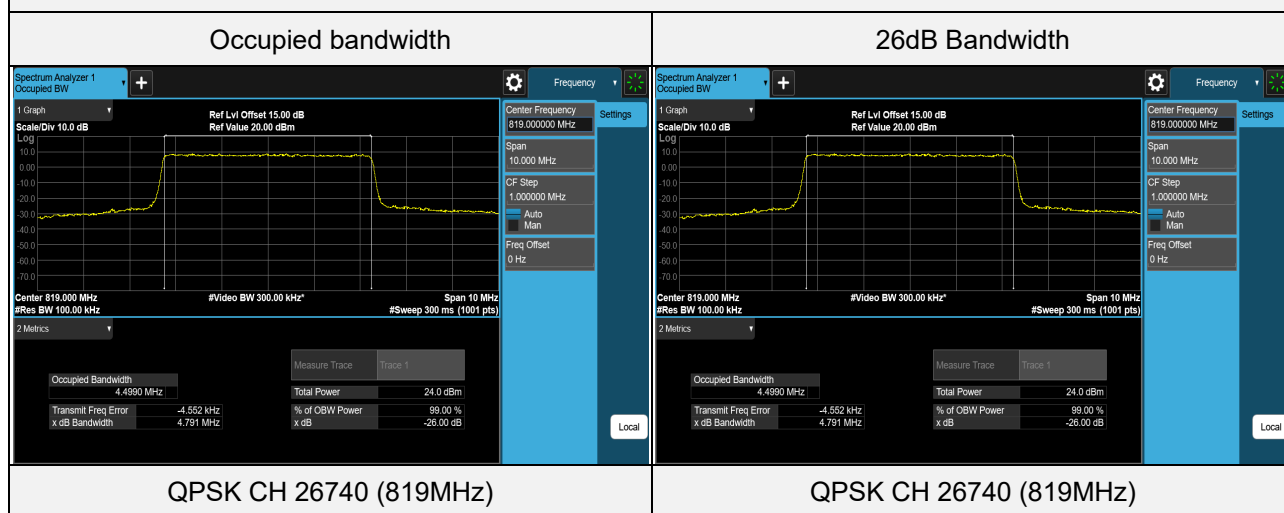 Occupied bandwidth
26dB Bandwidth
Spectrum Analyzer 1
Occupied BW
+
Frequency
1 Graph
Scale/Div 10.0 dB
Ref Lvl Offset 15.00 dB
Ref Value 20.00 dBm
Log
10.0
0.00
-10.0
-20.0
-30.0
-40.0
-50.0
-60.0
-70.0
Center 819.000 MHz
#Res BW 100.00 kHz
#Video BW 300.00 kHz*
Span 10 MHz
#Sweep 300 ms (1001 pts)
Center Frequency
819.000000 MHz
Settings
Span
10.000 MHz
CF Step
1.000000 MHz
Auto
Man
Freq Offset
0 Hz
Local
2 Metrics
Measure Trace Trace 1
Occupied Bandwidth
4.4990 MHz
Total Power 24.0 dBm
Transmit Freq Error -4.552 kHz
% of OBW Power 99.00 %
x dB Bandwidth 4.791 MHz
x dB -26.00 dB
Spectrum Analyzer 1
Occupied BW
+
Frequency
1 Graph
Scale/Div 10.0 dB
Ref Lvl Offset 15.00 dB
Ref Value 20.00 dBm
Log
10.0
0.00
-10.0
-20.0
-30.0
-40.0
-50.0
-60.0
-70.0
Center 819.000 MHz
#Res BW 100.00 kHz
#Video BW 300.00 kHz*
Span 10 MHz
#Sweep 300 ms (1001 pts)
Center Frequency
819.000000 MHz
Settings
Span
10.000 MHz
CF Step
1.000000 MHz
Auto
Man
Freq Offset
0 Hz
Local
2 Metrics
Measure Trace Trace 1
Occupied Bandwidth
4.4990 MHz
Total Power 24.0 dBm
Transmit Freq Error -4.552 kHz
% of OBW Power 99.00 %
x dB Bandwidth 4.791 MHz
x dB -26.00 dB
QPSK CH 26740 (819MHz)
QPSK CH 26740 (819MHz)